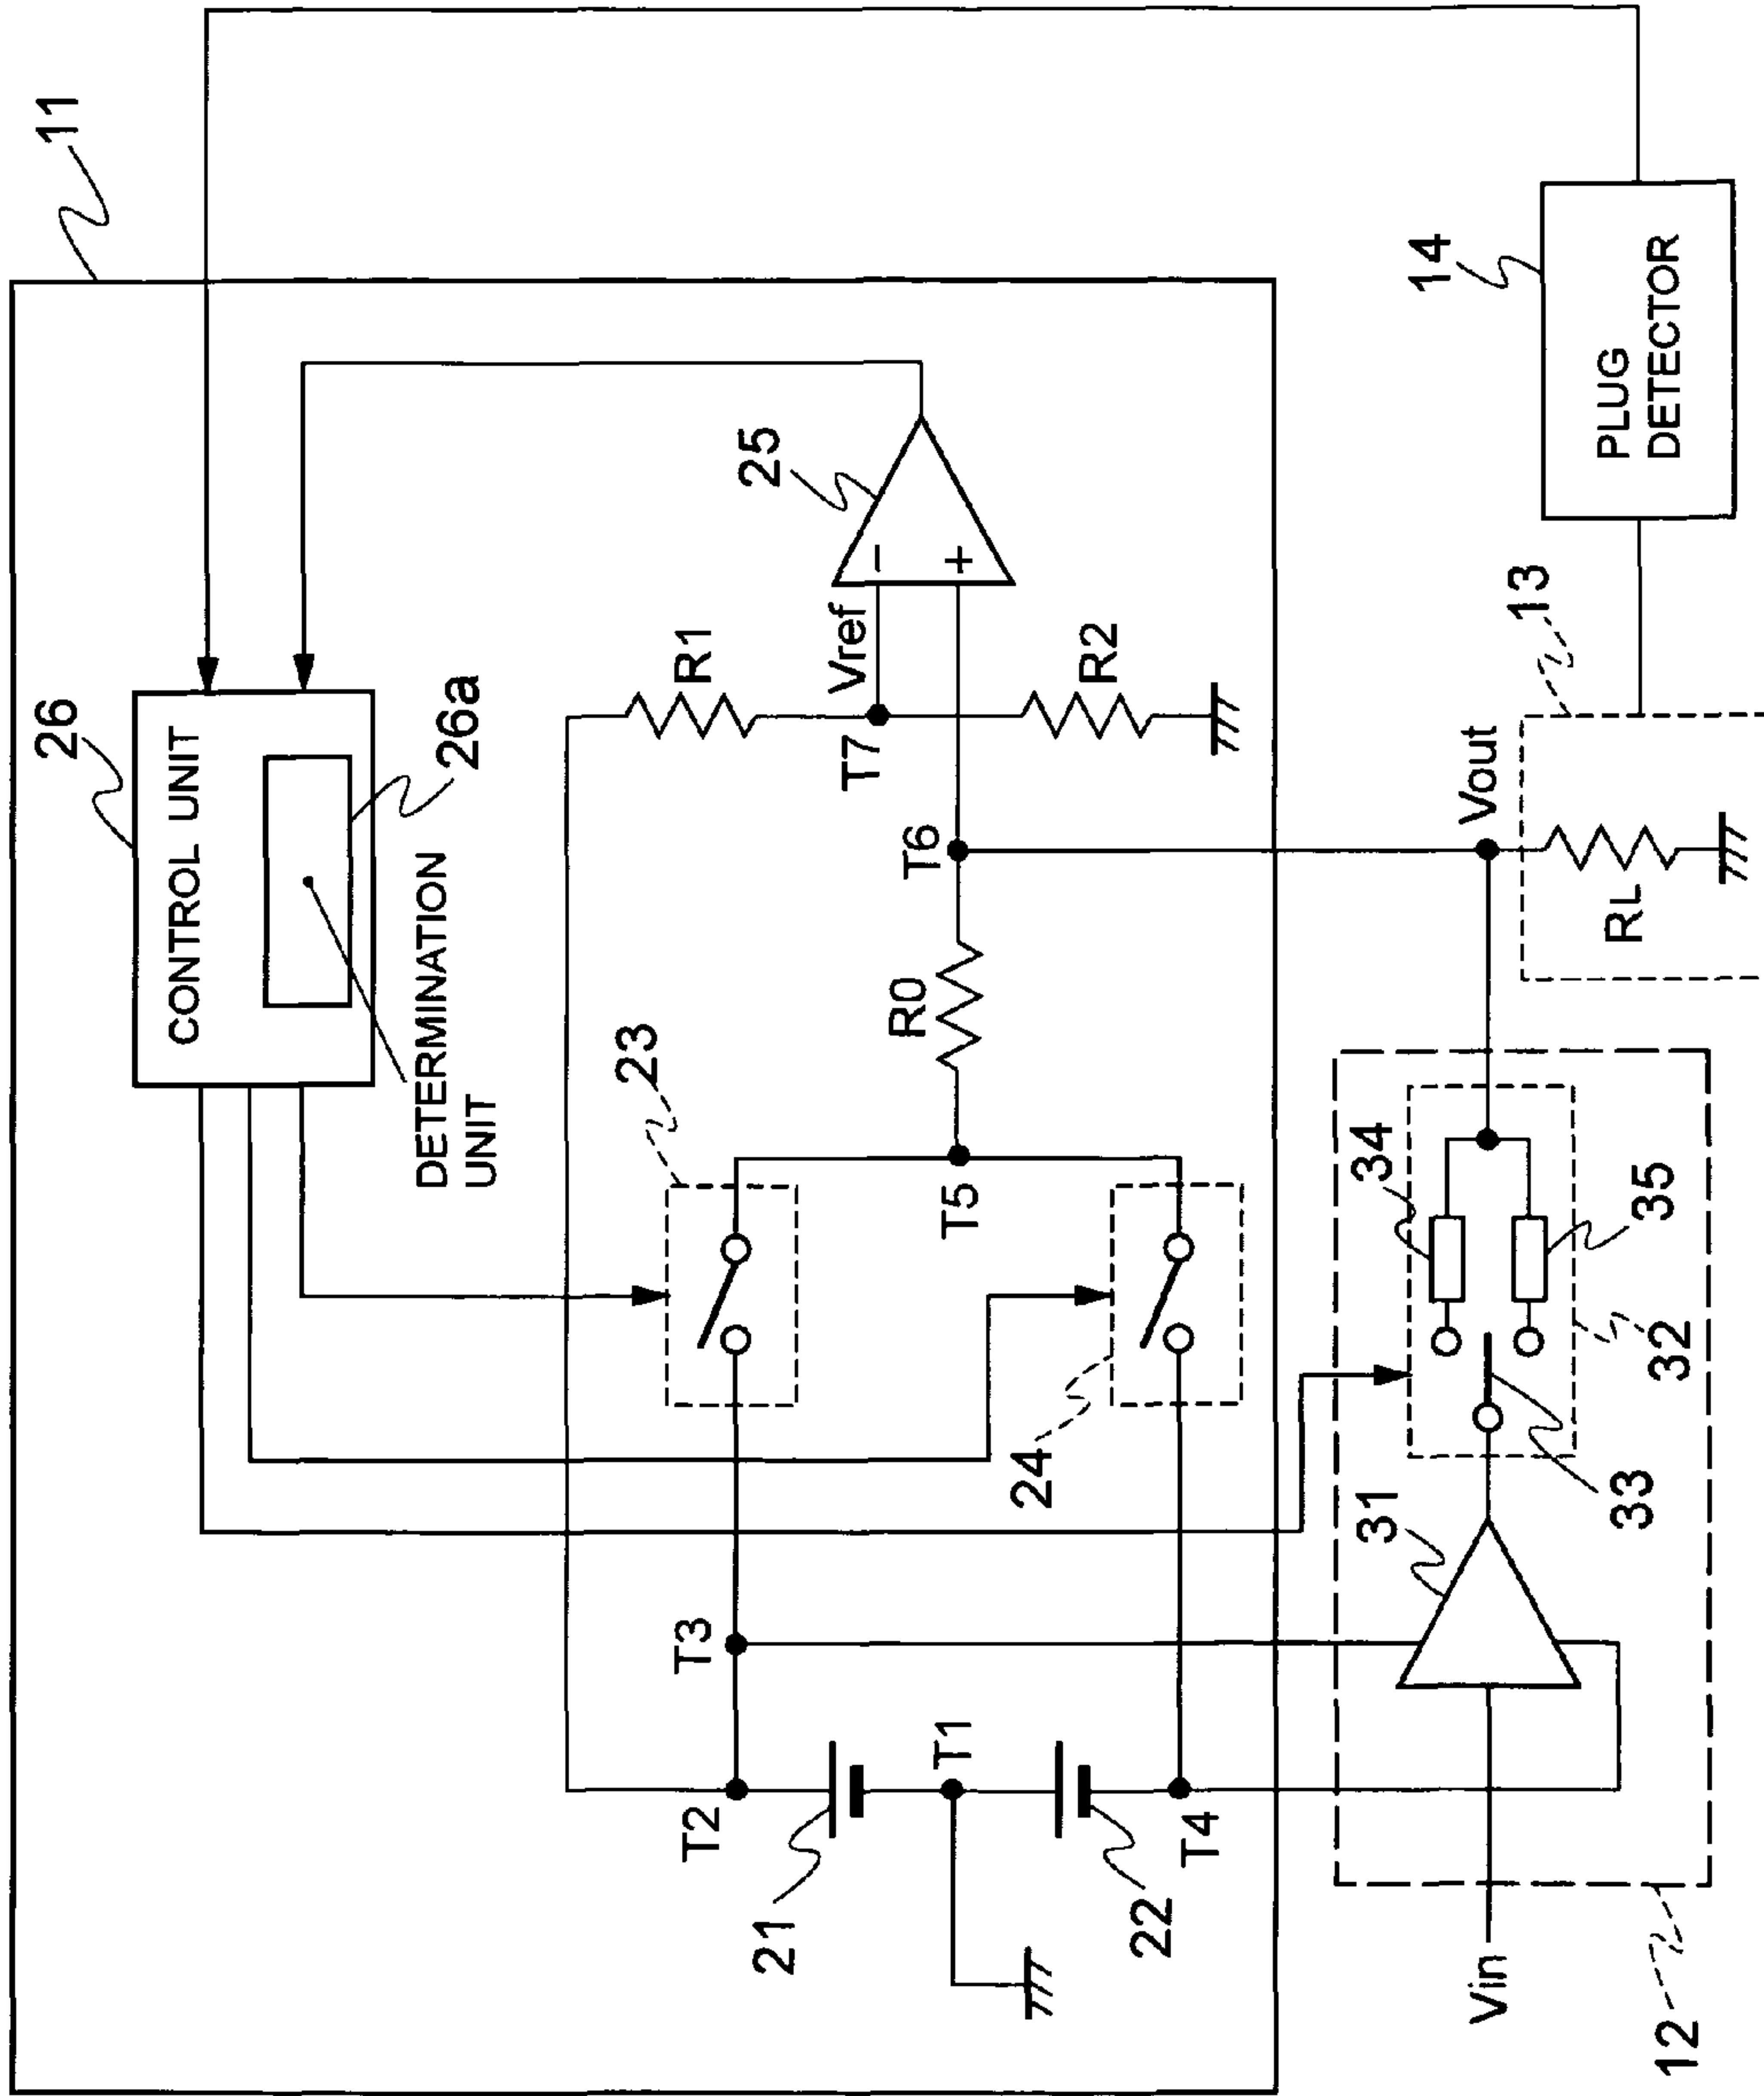 11
26
CONTROL UNIT
26a
DETERMINATION
UNIT
23
R1
25
Vref
−
+
T7
T6
R2
R0
T5
T3
T2
21
T1
22
T4
24
14
PLUG
DETECTOR
13
Vout
RL
34
35
32
33
31
Vin
12